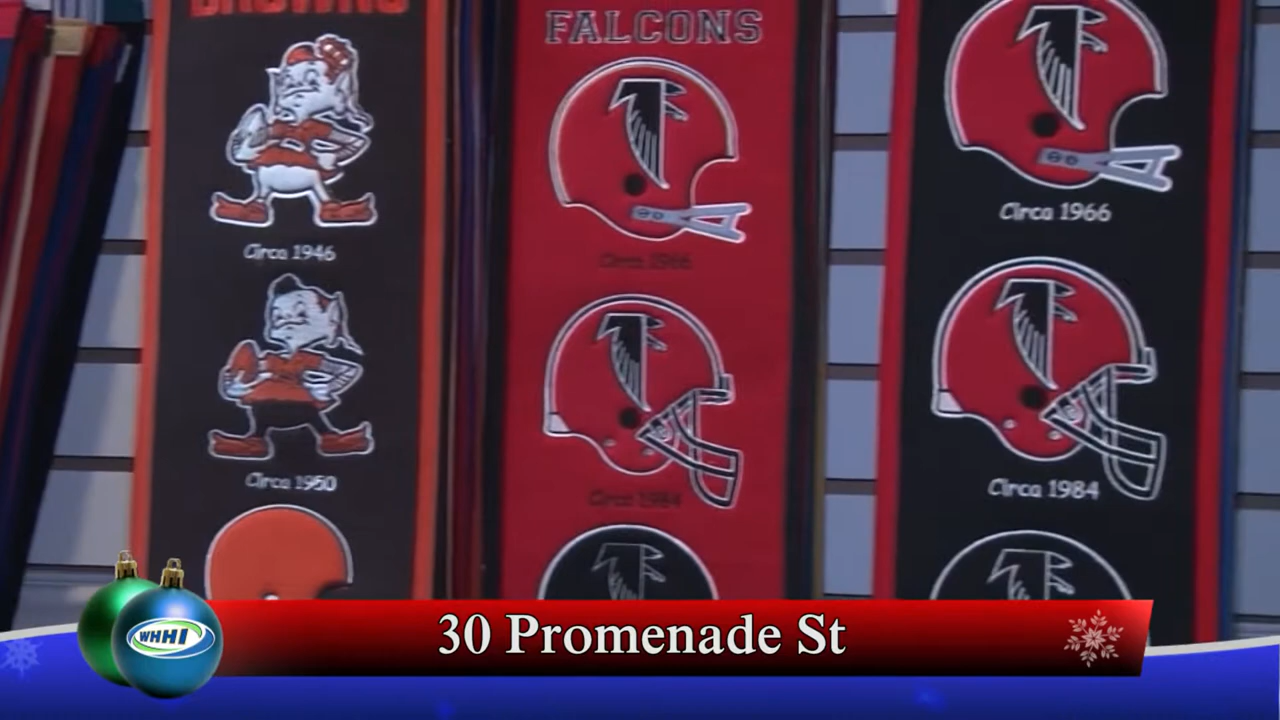 BROWNS
Circa 1946
Circa 1950
FALCONS
Circa 1966
Circa 1984
Circa 1966
Circa 1984
WHHI
30 Promenade St